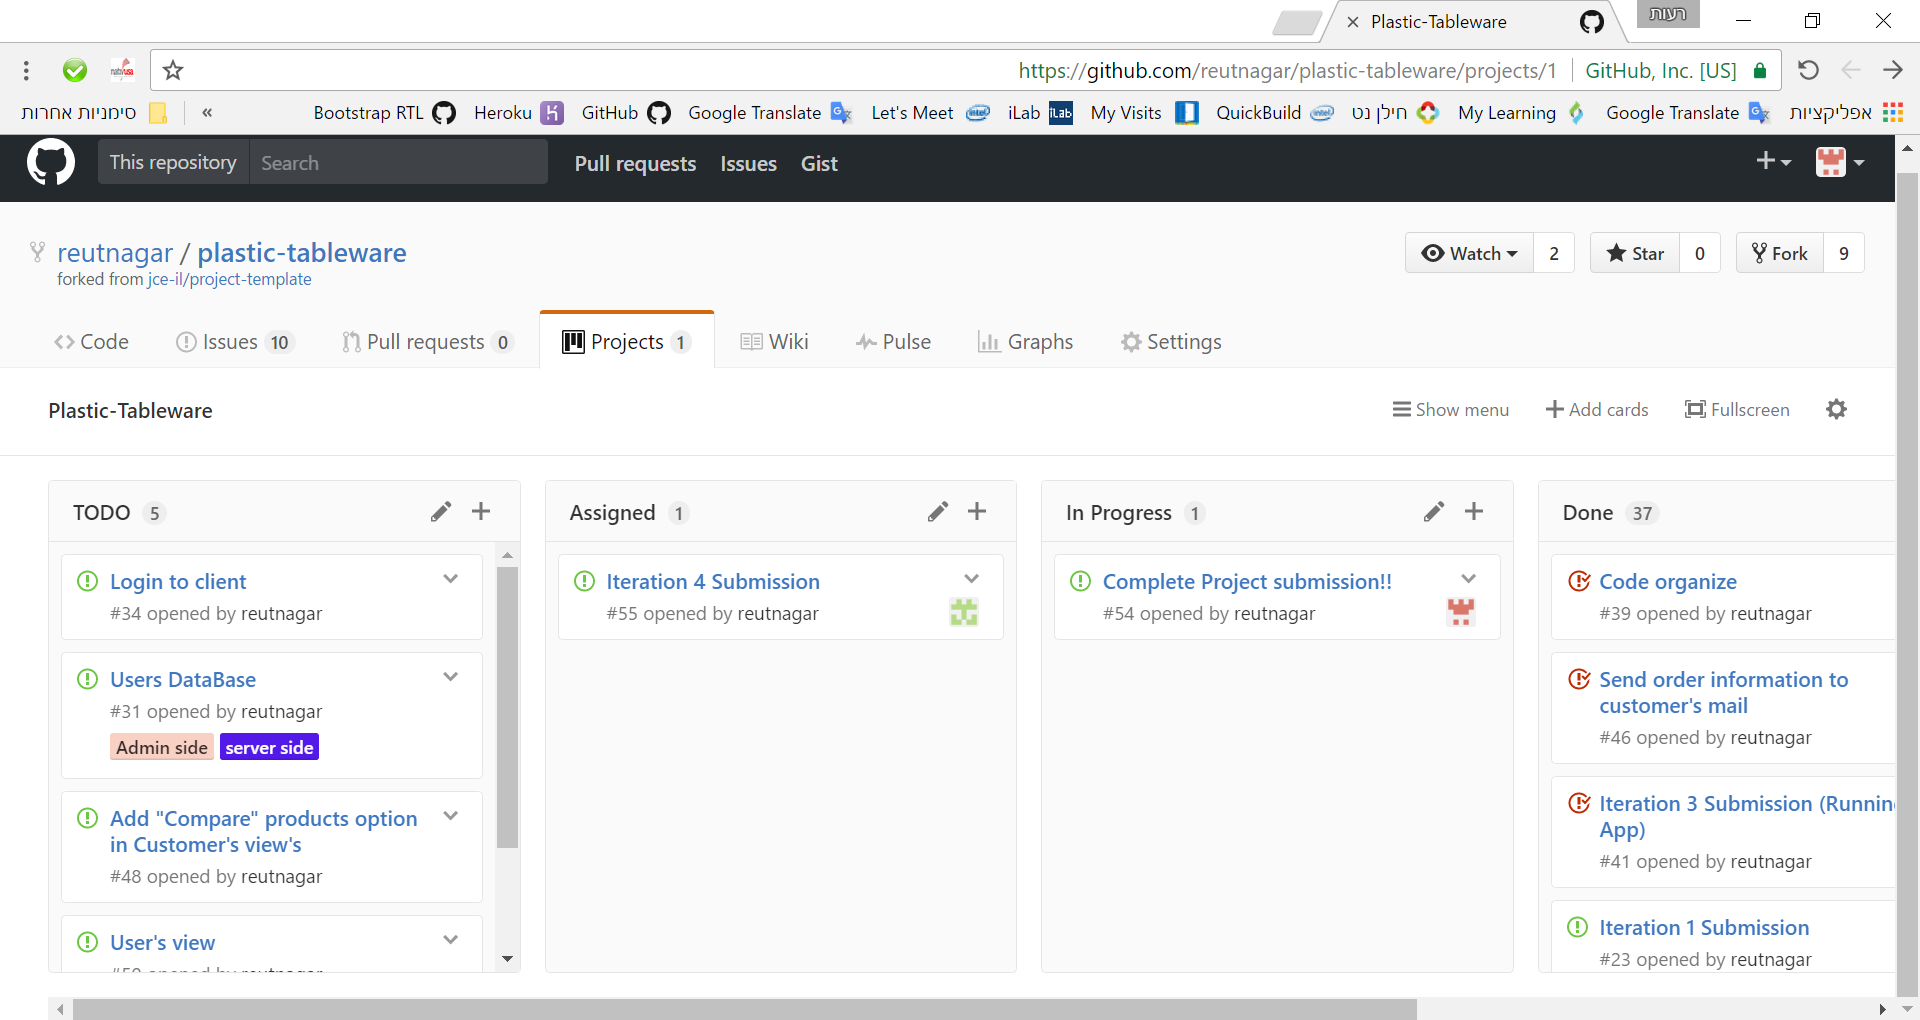 Plastic-Tableware
רעות
https://github.com/reutnagar/plastic-tableware/projects/1
GitHub, Inc. [US]
סימניות אחרות
«
Bootstrap RTL
Heroku
GitHub
Google Translate
Let's Meet
iLab
My Visits
QuickBuild
חילן נט
My Learning
Google Translate
אפליקציות
This repository
Search
Pull requests
Issues
Gist
reutnagar / plastic-tableware
forked from jce-il/project-template
Watch 2
Star 0
Fork 9
Code
Issues 10
Pull requests 0
Projects 1
Wiki
Pulse
Graphs
Settings
Plastic-Tableware
Show menu
Add cards
Fullscreen
TODO 5
Login to client
#34 opened by reutnagar
Users DataBase
#31 opened by reutnagar
Admin side server side
Add "Compare" products option
in Customer's view's
#48 opened by reutnagar
User's view
Assigned 1
Iteration 4 Submission
#55 opened by reutnagar
In Progress 1
Complete Project submission!!
#54 opened by reutnagar
Done 37
Code organize
#39 opened by reutnagar
Send order information to
customer's mail
#46 opened by reutnagar
Iteration 3 Submission (Runnin
App)
#41 opened by reutnagar
Iteration 1 Submission
#23 opened by reutnagar